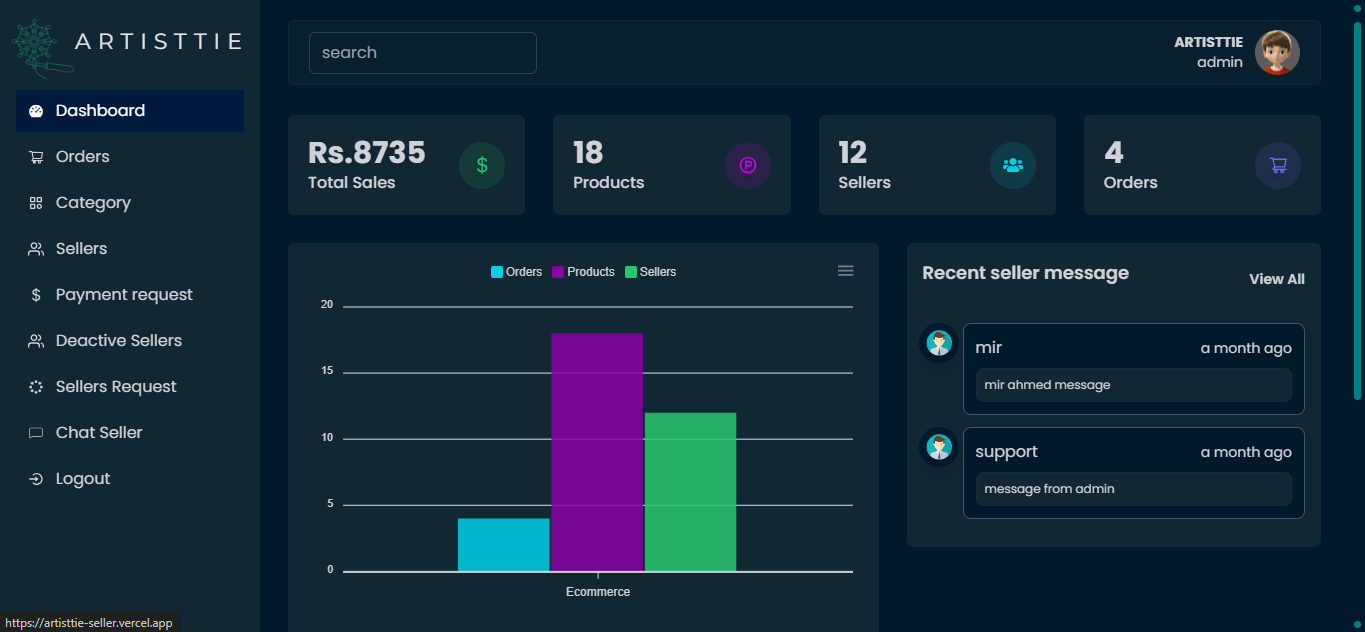 ARTISTTIE
Dashboard
Orders
Category
Sellers
Payment request
Deactive Sellers
Sellers Request
Chat Seller
Logout
search
ARTISTTIE
admin
Rs.8735
Total Sales
$
18
Products
P
12
Sellers
4
Orders
Orders Products Sellers
20
15
10
5
0
Ecommerce
Recent seller message
View All
mir
a month ago
mir ahmed message
support
a month ago
message from admin
https://artisttie-seller.vercel.app